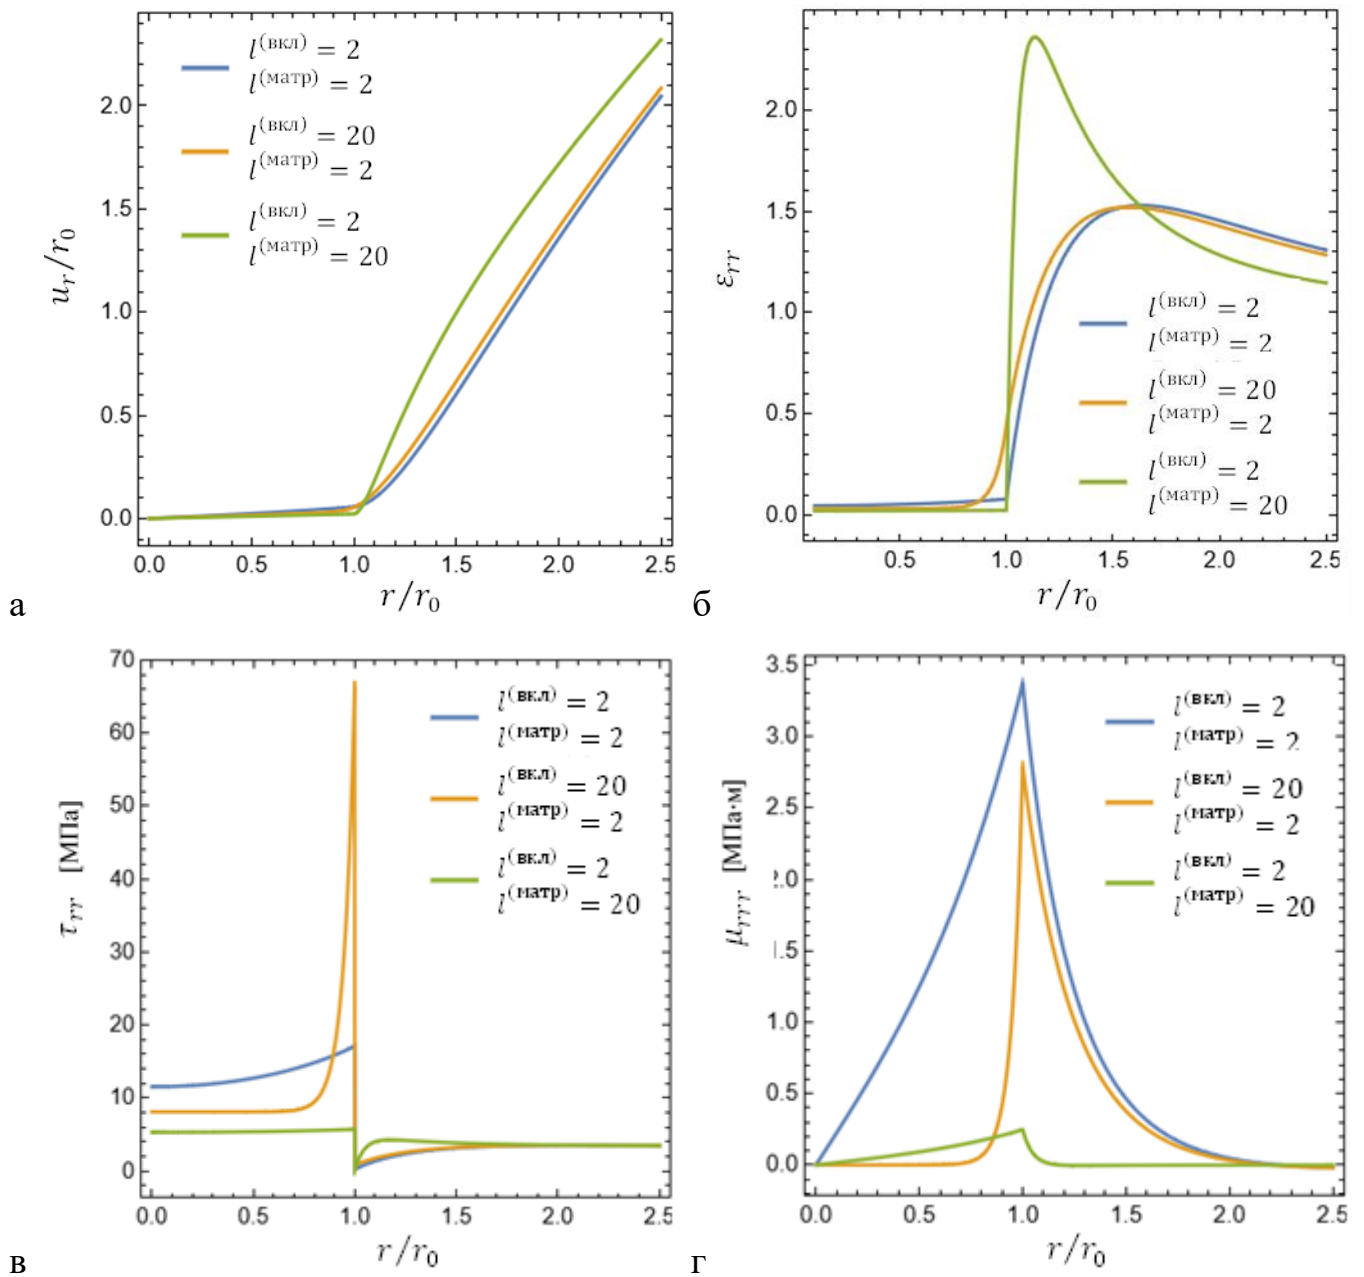 2.0
1.5
1.0
0.5
0.0
u_r/r_0
l^(вкл) = 2
l^(матр) = 2
l^(вкл) = 20
l^(матр) = 2
l^(вкл) = 2
l^(матр) = 20
0.0 0.5 1.0 1.5 2.0 2.5
r/r_0
а
2.0
1.5
1.0
0.5
0.0
ε_rr
l^(вкл) = 2
l^(матр) = 2
l^(вкл) = 20
l^(матр) = 2
l^(вкл) = 2
l^(матр) = 20
0.5 1.0 1.5 2.0 2.5
r/r_0
б
70
60
50
40
30
20
10
0
τ_rr [МПа]
l^(вкл) = 2
l^(матр) = 2
l^(вкл) = 20
l^(матр) = 2
l^(вкл) = 2
l^(матр) = 20
0.0 0.5 1.0 1.5 2.0 2.5
r/r_0
в
3.5
3.0
2.5
2.0
1.5
1.0
0.5
0.0
μ_rrr [МПа·м]
l^(вкл) = 2
l^(матр) = 2
l^(вкл) = 20
l^(матр) = 2
l^(вкл) = 2
l^(матр) = 20
0.0 0.5 1.0 1.5 2.0 2.5
r/r_0
г